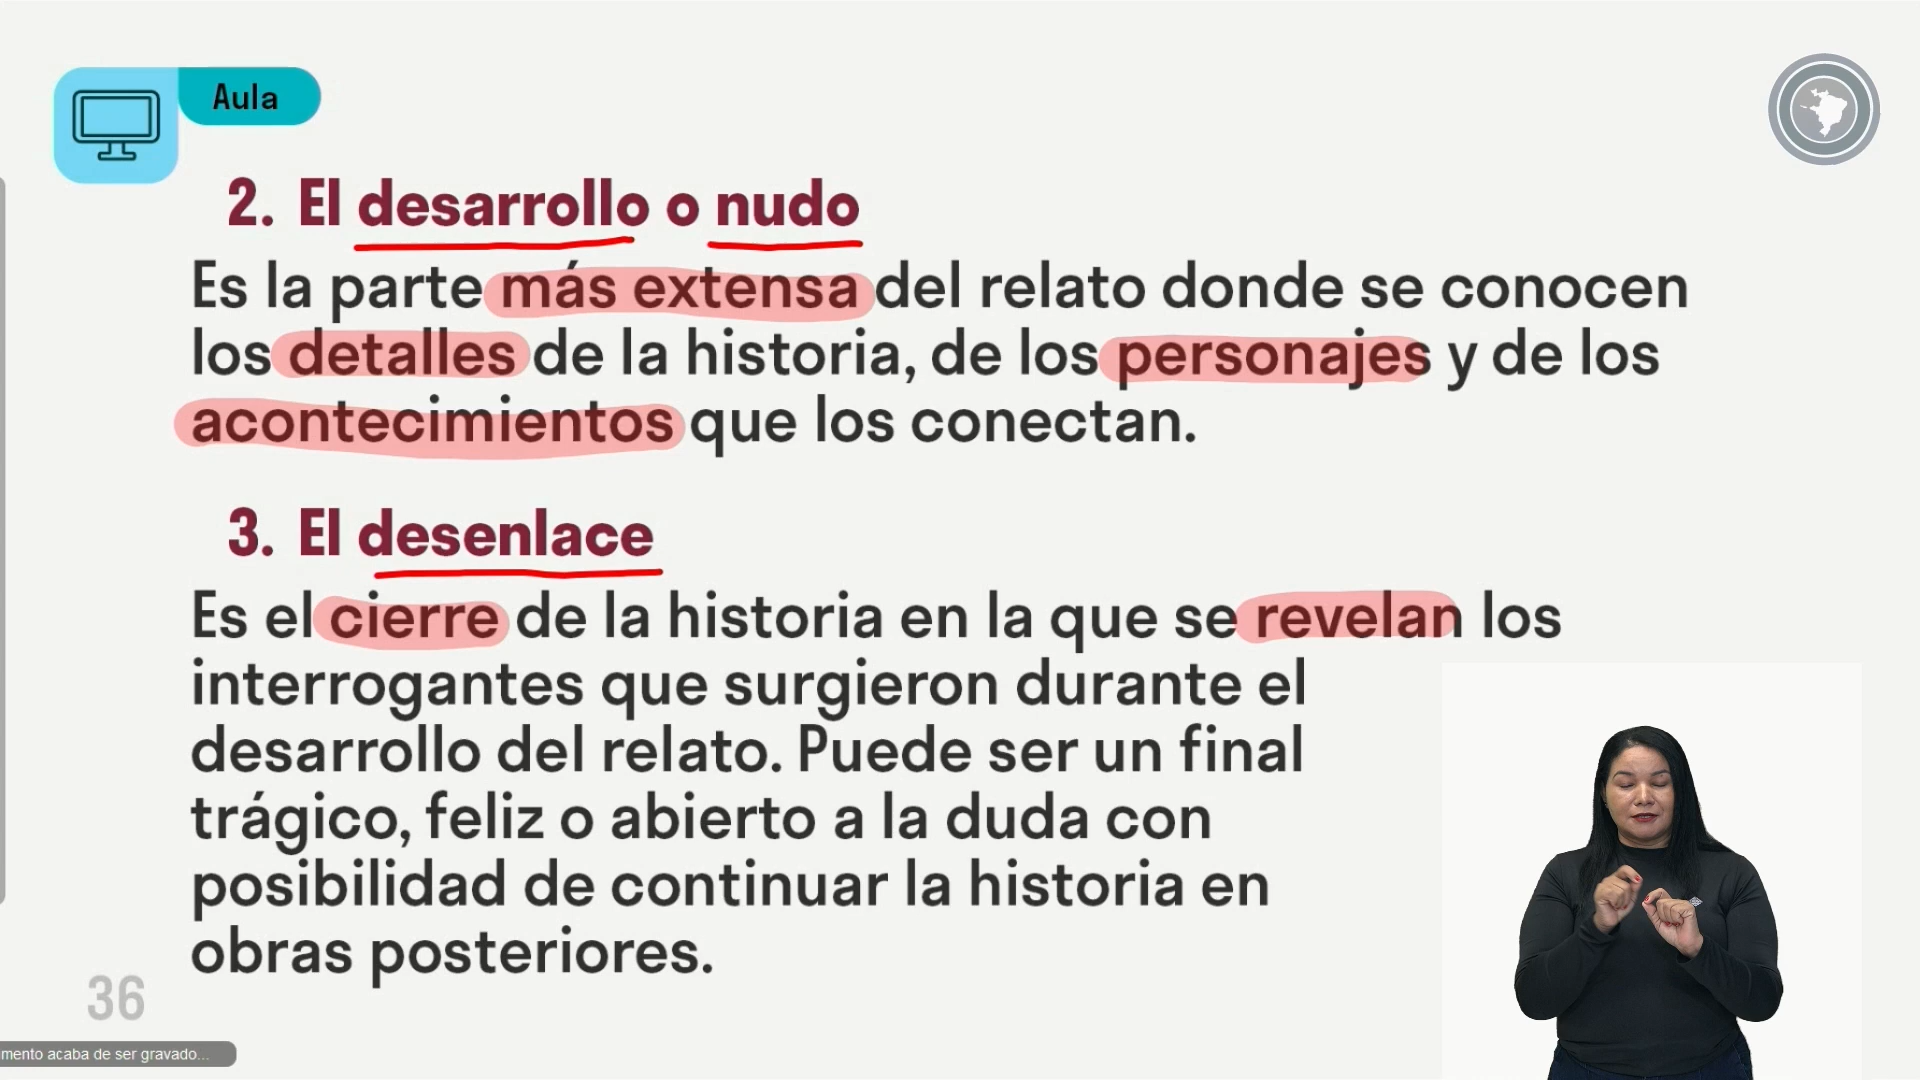 Aula
2. El desarrollo o nudo
Es la parte más extensa del relato donde se conocen
los detalles de la historia, de los personajes y de los
acontecimientos que los conectan.
3. El desenlace
Es el cierre de la historia en la que se revelan los
interrogantes que surgieron durante el
desarrollo del relato. Puede ser un final
trágico, feliz o abierto a la duda con
posibilidad de continuar la historia en
obras posteriores.
36
mento acaba de ser gravado...